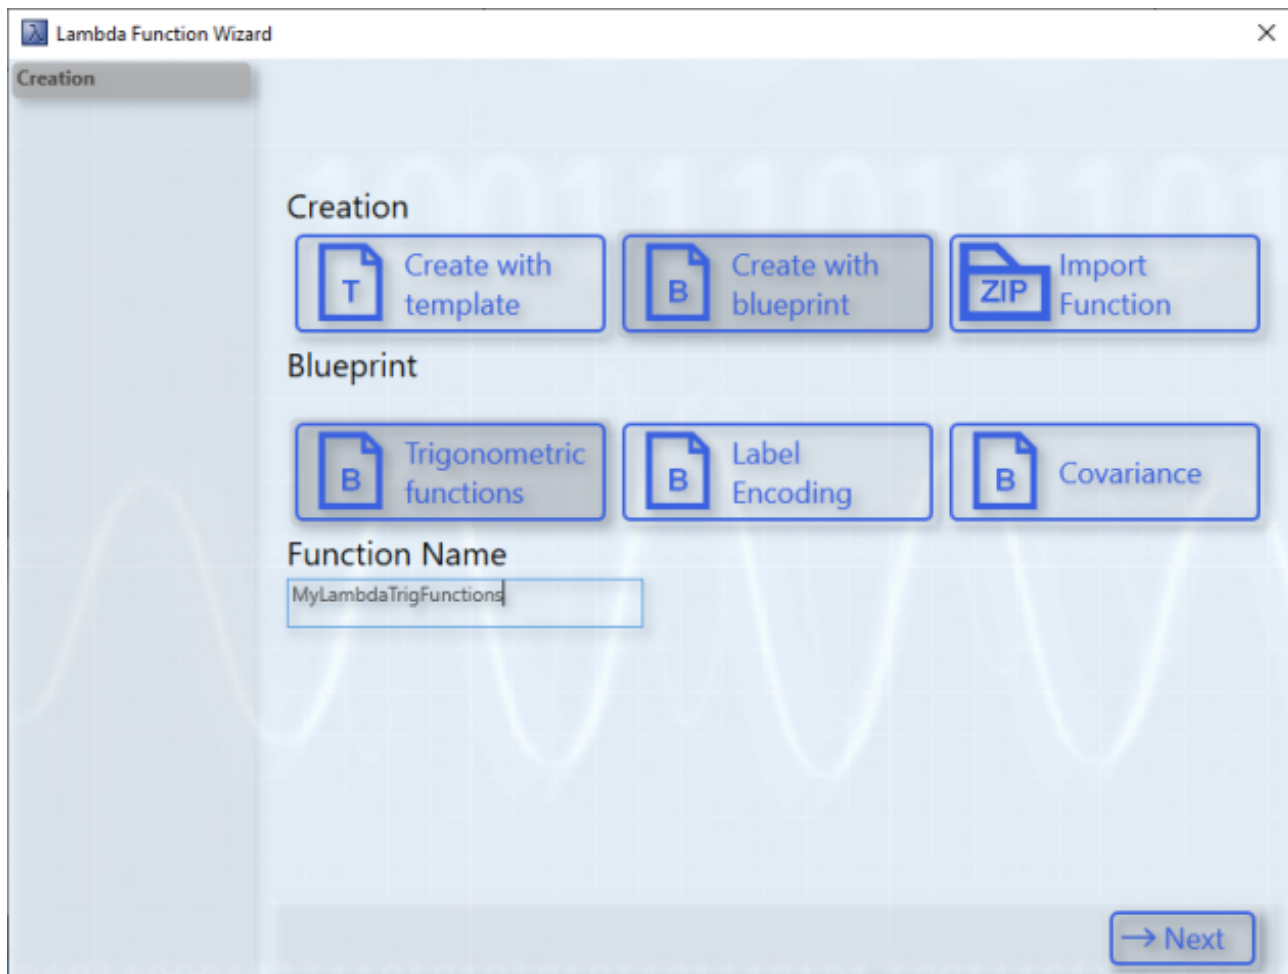 Lambda Function Wizard
Creation
Creation
T
Create with
template
B
Create with
blueprint
ZIP
Import
Function
Blueprint
B
Trigonometric
functions
B
Label
Encoding
B
Covariance
Function Name
MyLambdaTrigFunctions
→ Next